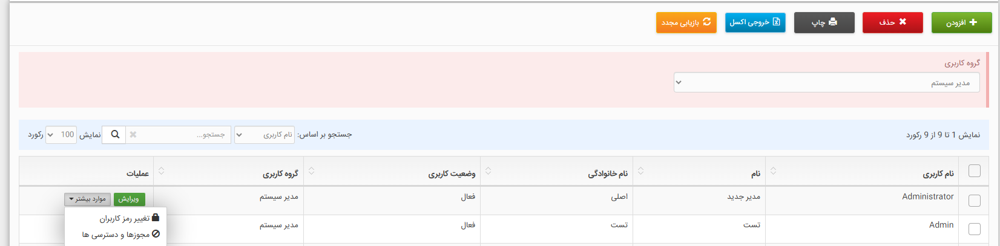 افزودن حذف چاپ خروجی اکسل بازیابی مجدد
گروه کاربری
مدیر سیستم
نمایش 1 تا 9 از 9 رکورد جستجو بر اساس: نام کاربری جستجو... نمایش 100 رکورد
نام کاربری نام نام خانوادگی وضعیت کاربری گروه کاربری عملیات
Administrator مدیر جدید اصلی فعال مدیر سیستم ویرایش موارد بیشتر
تغییر رمز کاربران
Admin تست تست فعال مدیر سیستم
مجوزها و دسترسی ها